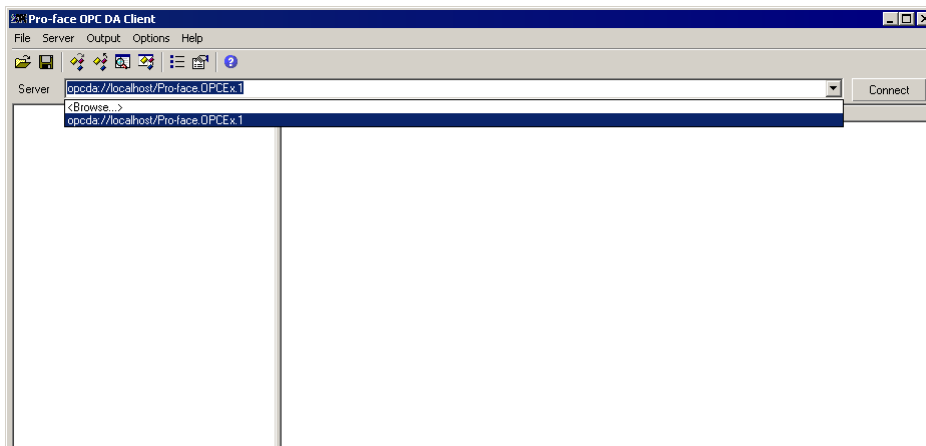 Pro-face OPC DA Client
File Server Output Options Help
Server opcda://localhost/Pro-face.OPCEx.1 Connect
<Browse...>
opcda://localhost/Pro-face.OPCEx.1